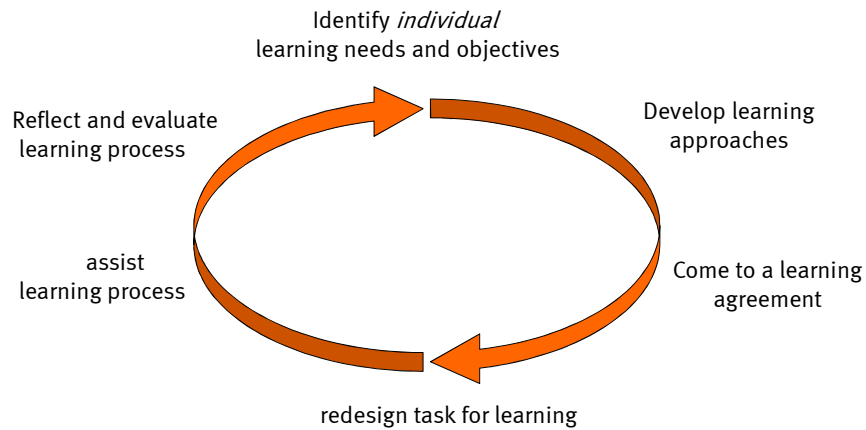 Identify individual
learning needs and objectives
Develop learning
approaches
Come to a learning
agreement
redesign task for learning
assist
learning process
Reflect and evaluate
learning process